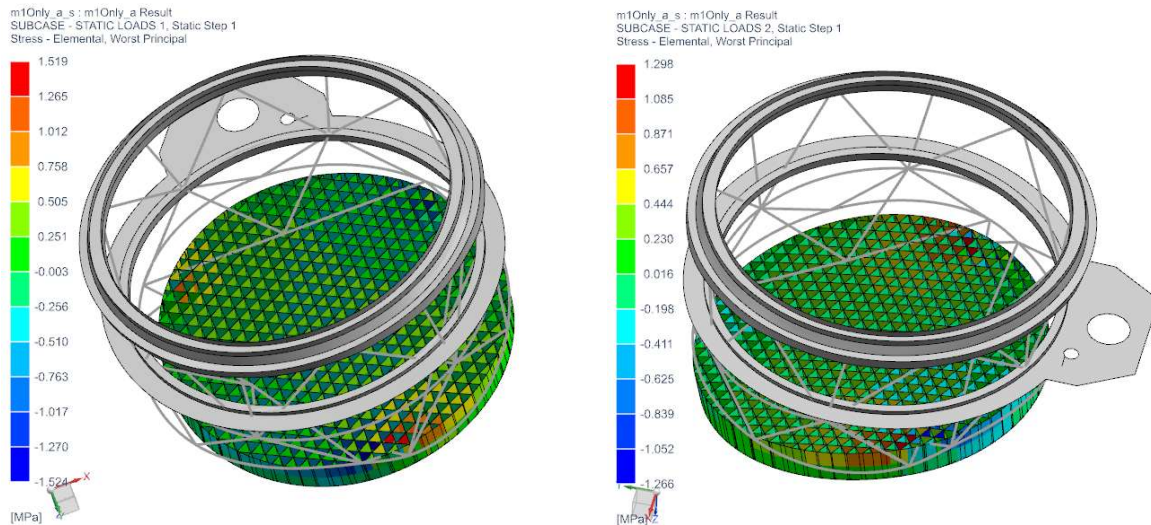 m1Only_a_s : m1Only_a Result
SUBCASE - STATIC LOADS 1, Static Step 1
Stress - Elemental, Worst Principal
1.519
1.265
1.012
0.758
0.505
0.251
-0.003
-0.256
-0.510
-0.763
-1.017
-1.270
-1.524
X
[MPa]
m1Only_a_s : m1Only_a Result
SUBCASE - STATIC LOADS 2, Static Step 1
Stress - Elemental, Worst Principal
1.298
1.085
0.871
0.657
0.444
0.230
0.016
-0.198
-0.411
-0.625
-0.839
-1.052
-1.266
Z
[MPa]